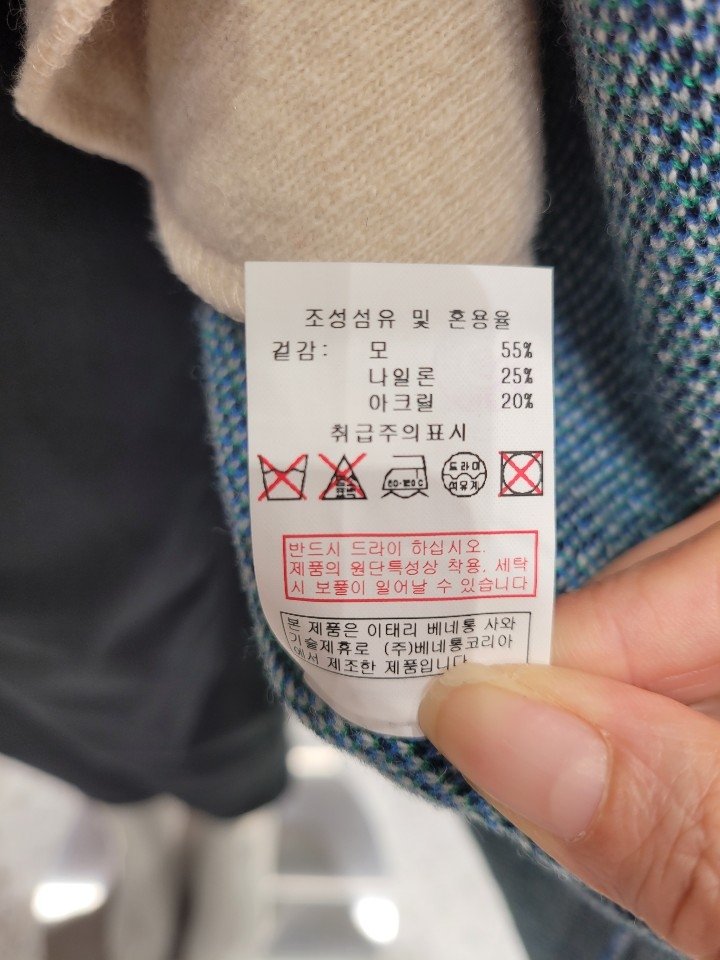 조성섬유 및 혼용율
겉감: 모 55%
나일론 25%
아크릴 20%
취급주의표시
드라이
석유계
반드시 드라이 하십시오.
제품의 원단특성상 착용, 세탁
시 보풀이 일어날 수 있습니다
본 제품은 이태리 베네통 사와
기술제휴로 (주)베네통코리아
에서 제조한 제품입니다